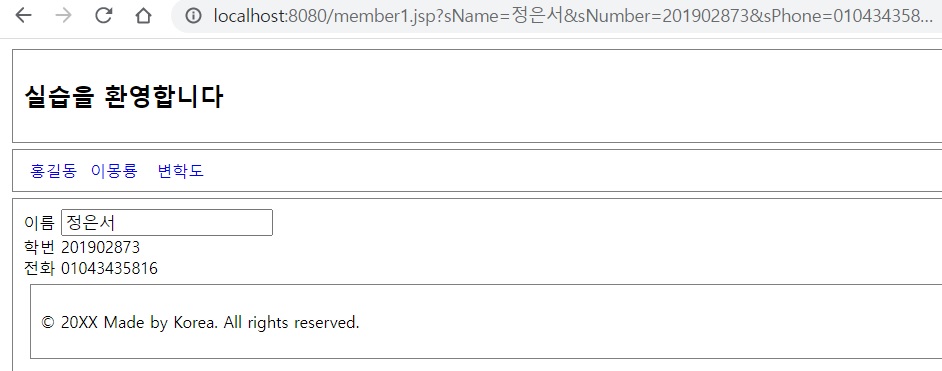 localhost:8080/member1.jsp?sName=정은서&sNumber=201902873&sPhone=010434358...
실습을 환영합니다
홍길동 이몽룡 변학도
이름 정은서
학번 201902873
전화 01043435816
© 20XX Made by Korea. All rights reserved.